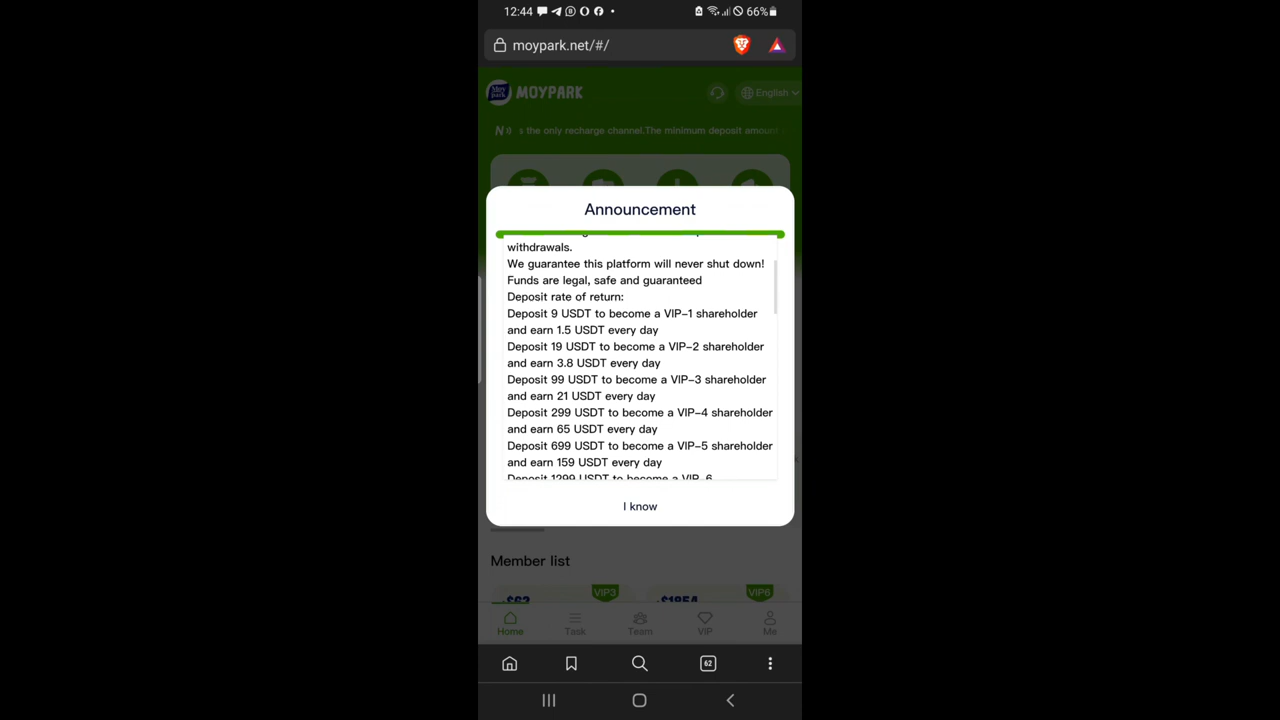 12:44
66%
moypark.net/#/
Moy park
MOYPARK
English
s the only recharge channel.The minimum deposit amount
Announcement
withdrawals.
We guarantee this platform will never shut down!
Funds are legal, safe and guaranteed
Deposit rate of return:
Deposit 9 USDT to become a VIP-1 shareholder
and earn 1.5 USDT every day
Deposit 19 USDT to become a VIP-2 shareholder
and earn 3.8 USDT every day
Deposit 99 USDT to become a VIP-3 shareholder
and earn 21 USDT every day
Deposit 299 USDT to become a VIP-4 shareholder
and earn 65 USDT every day
Deposit 699 USDT to become a VIP-5 shareholder
and earn 159 USDT every day
Deposit 1299 USDT to become a VIP-6
I know
Member list
VIP3
VIP6
Home
Task
Team
VIP
Me
62